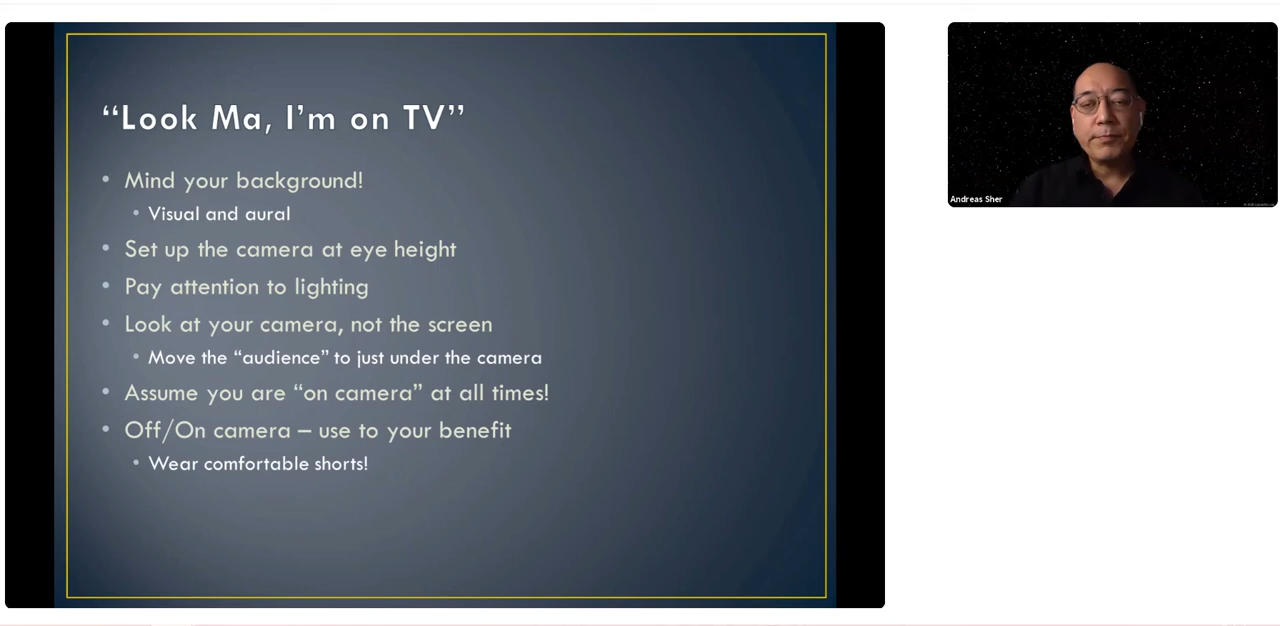 “Look Ma, I’m on TV”
• Mind your background!
• Visual and aural
• Set up the camera at eye height
• Pay attention to lighting
• Look at your camera, not the screen
• Move the “audience” to just under the camera
• Assume you are “on camera” at all times!
• Off/On camera – use to your benefit
• Wear comfortable shorts!
Andreas Sher